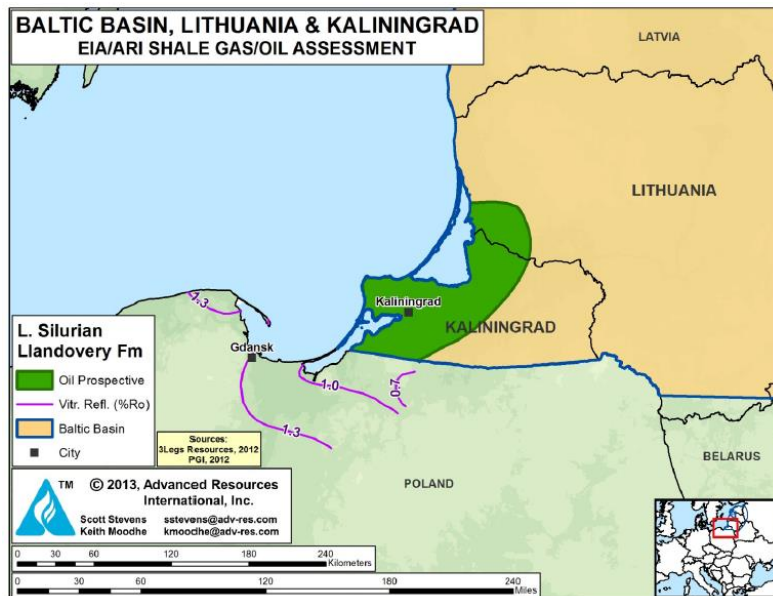 BALTIC BASIN, LITHUANIA & KALININGRAD
EIA/ARI SHALE GAS/OIL ASSESSMENT
LATVIA
LITHUANIA
Kaliningrad
KALININGRAD
1.3
Gdansk
1.0
0.7
1.3
POLAND
BELARUS
L. Silurian
Llandovery Fm
Oil Prospective
Vitr. Refl. (%Ro)
Baltic Basin
City
Sources:
3Legs Resources, 2012
PGI, 2012
TM
© 2013, Advanced Resources
International, Inc.
Scott Stevens sstevens@adv-res.com
Keith Moodhe kmoodhe@adv-res.com
0 30 60 120 180 240
Kilometers
0 30 60 120 180 240
Miles